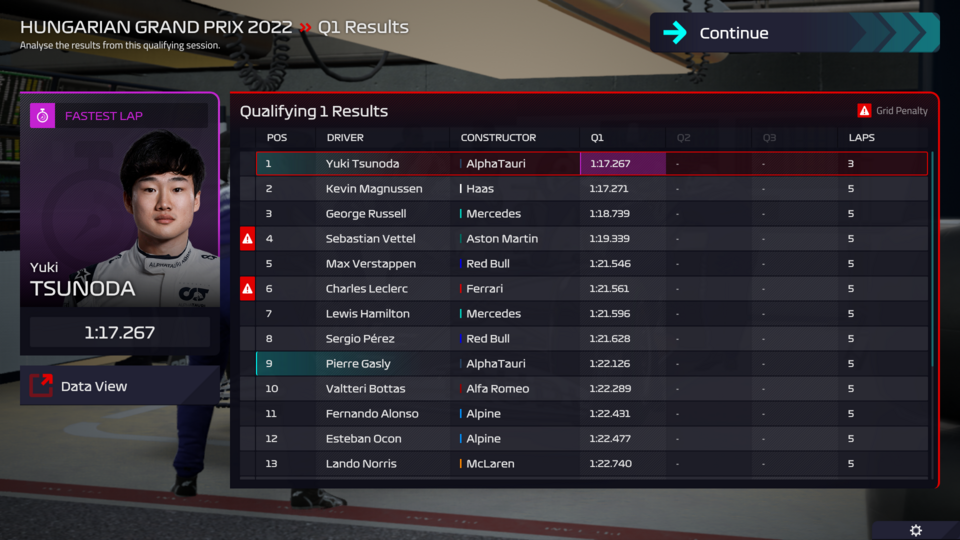 HUNGARIAN GRAND PRIX 2022 » Q1 Results
Analyse the results from this qualifying session.
Continue
FASTEST LAP
Yuki
TSUNODA
1:17.267
Data View
Qualifying 1 Results
Grid Penalty
POS DRIVER CONSTRUCTOR Q1 Q2 Q3 LAPS
1 Yuki Tsunoda AlphaTauri 1:17.267 - - 3
2 Kevin Magnussen Haas 1:17.271 - - 5
3 George Russell Mercedes 1:18.739 - - 5
4 Sebastian Vettel Aston Martin 1:19.339 - - 5
5 Max Verstappen Red Bull 1:21.546 - - 5
6 Charles Leclerc Ferrari 1:21.561 - - 5
7 Lewis Hamilton Mercedes 1:21.596 - - 5
8 Sergio Pérez Red Bull 1:21.628 - - 5
9 Pierre Gasly AlphaTauri 1:22.126 - - 5
10 Valtteri Bottas Alfa Romeo 1:22.289 - - 5
11 Fernando Alonso Alpine 1:22.431 - - 5
12 Esteban Ocon Alpine 1:22.477 - - 5
13 Lando Norris McLaren 1:22.740 - - 5